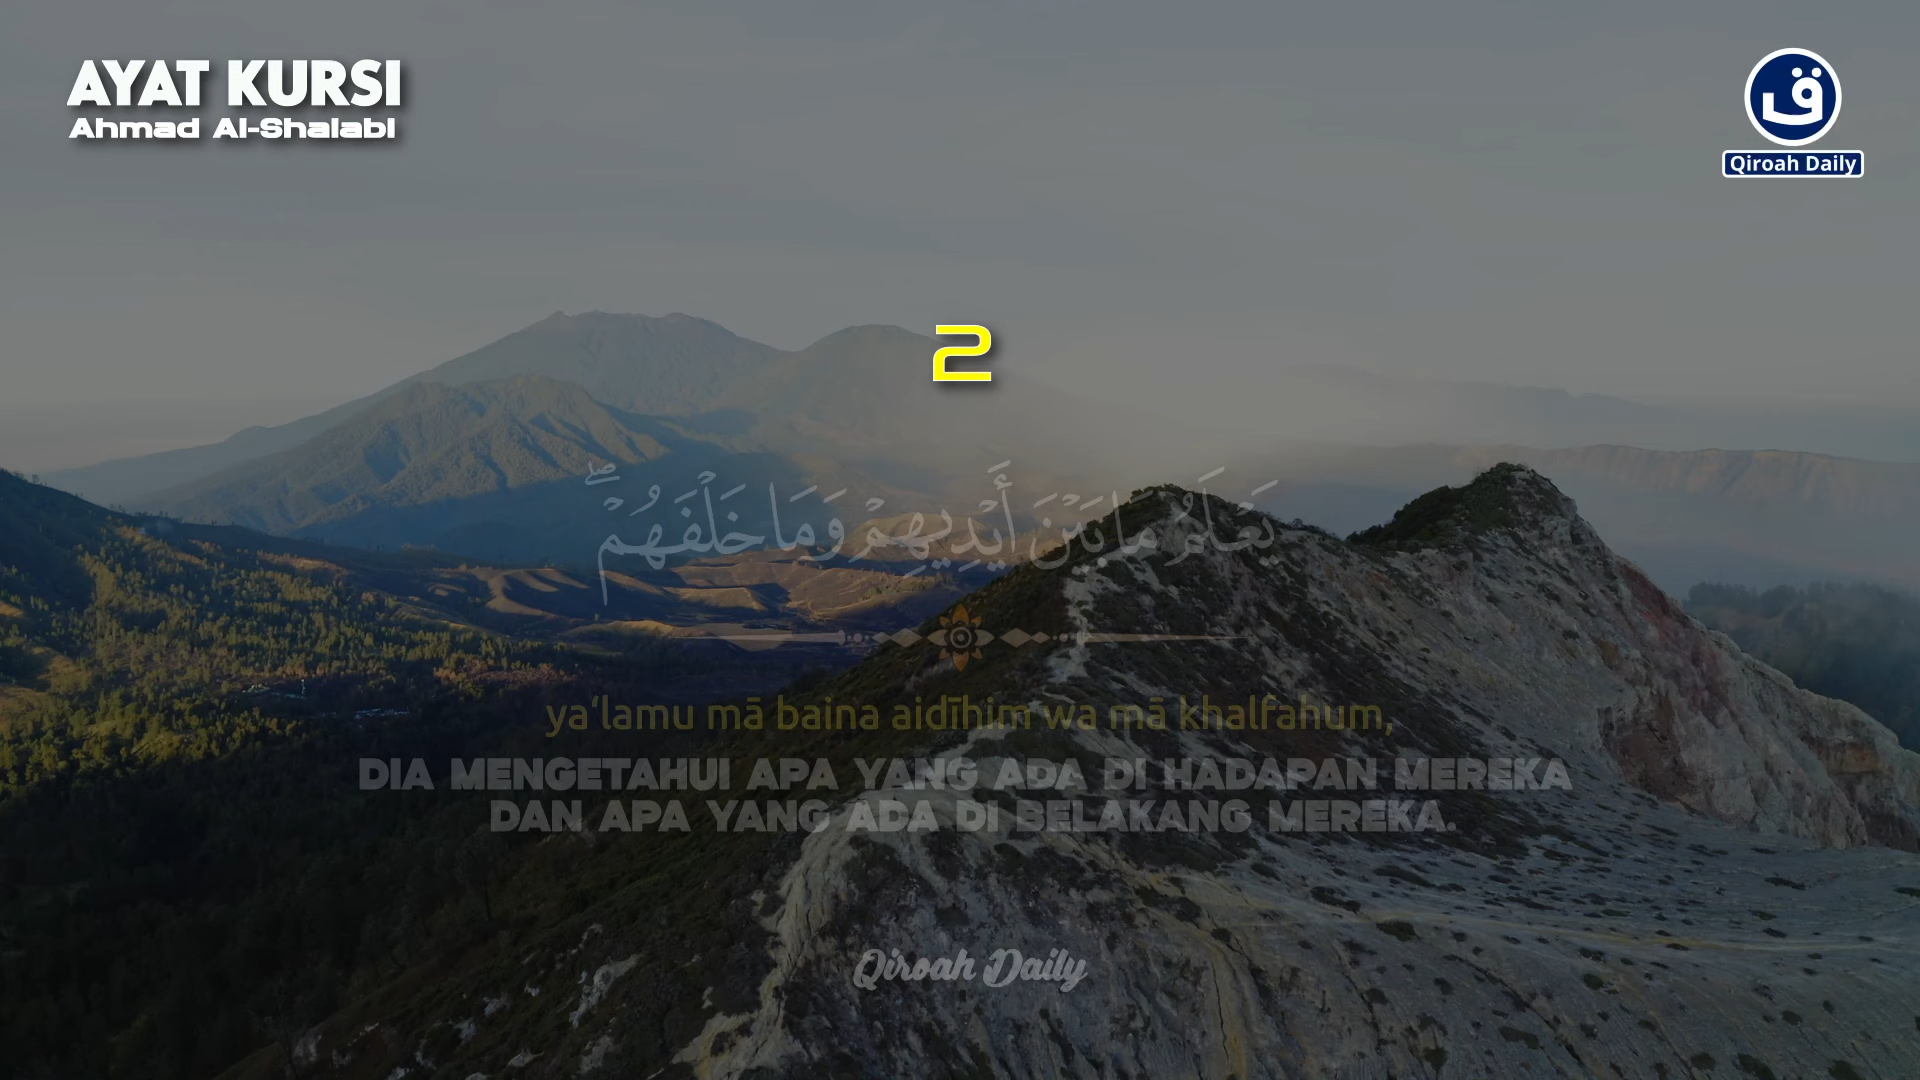 AYAT KURSI
Ahmad Al-Shalabi
ق
Qiroah Daily
2
يَعْلَمُ مَا بَيْنَ أَيْدِيهِمْ وَمَا خَلْفَهُمْ ۖ
ya‘lamu mā baina aidīhim wa mā khalfahum,
DIA MENGETAHUI APA YANG ADA DI HADAPAN MEREKA
DAN APA YANG ADA DI BELAKANG MEREKA.
Qiroah Daily